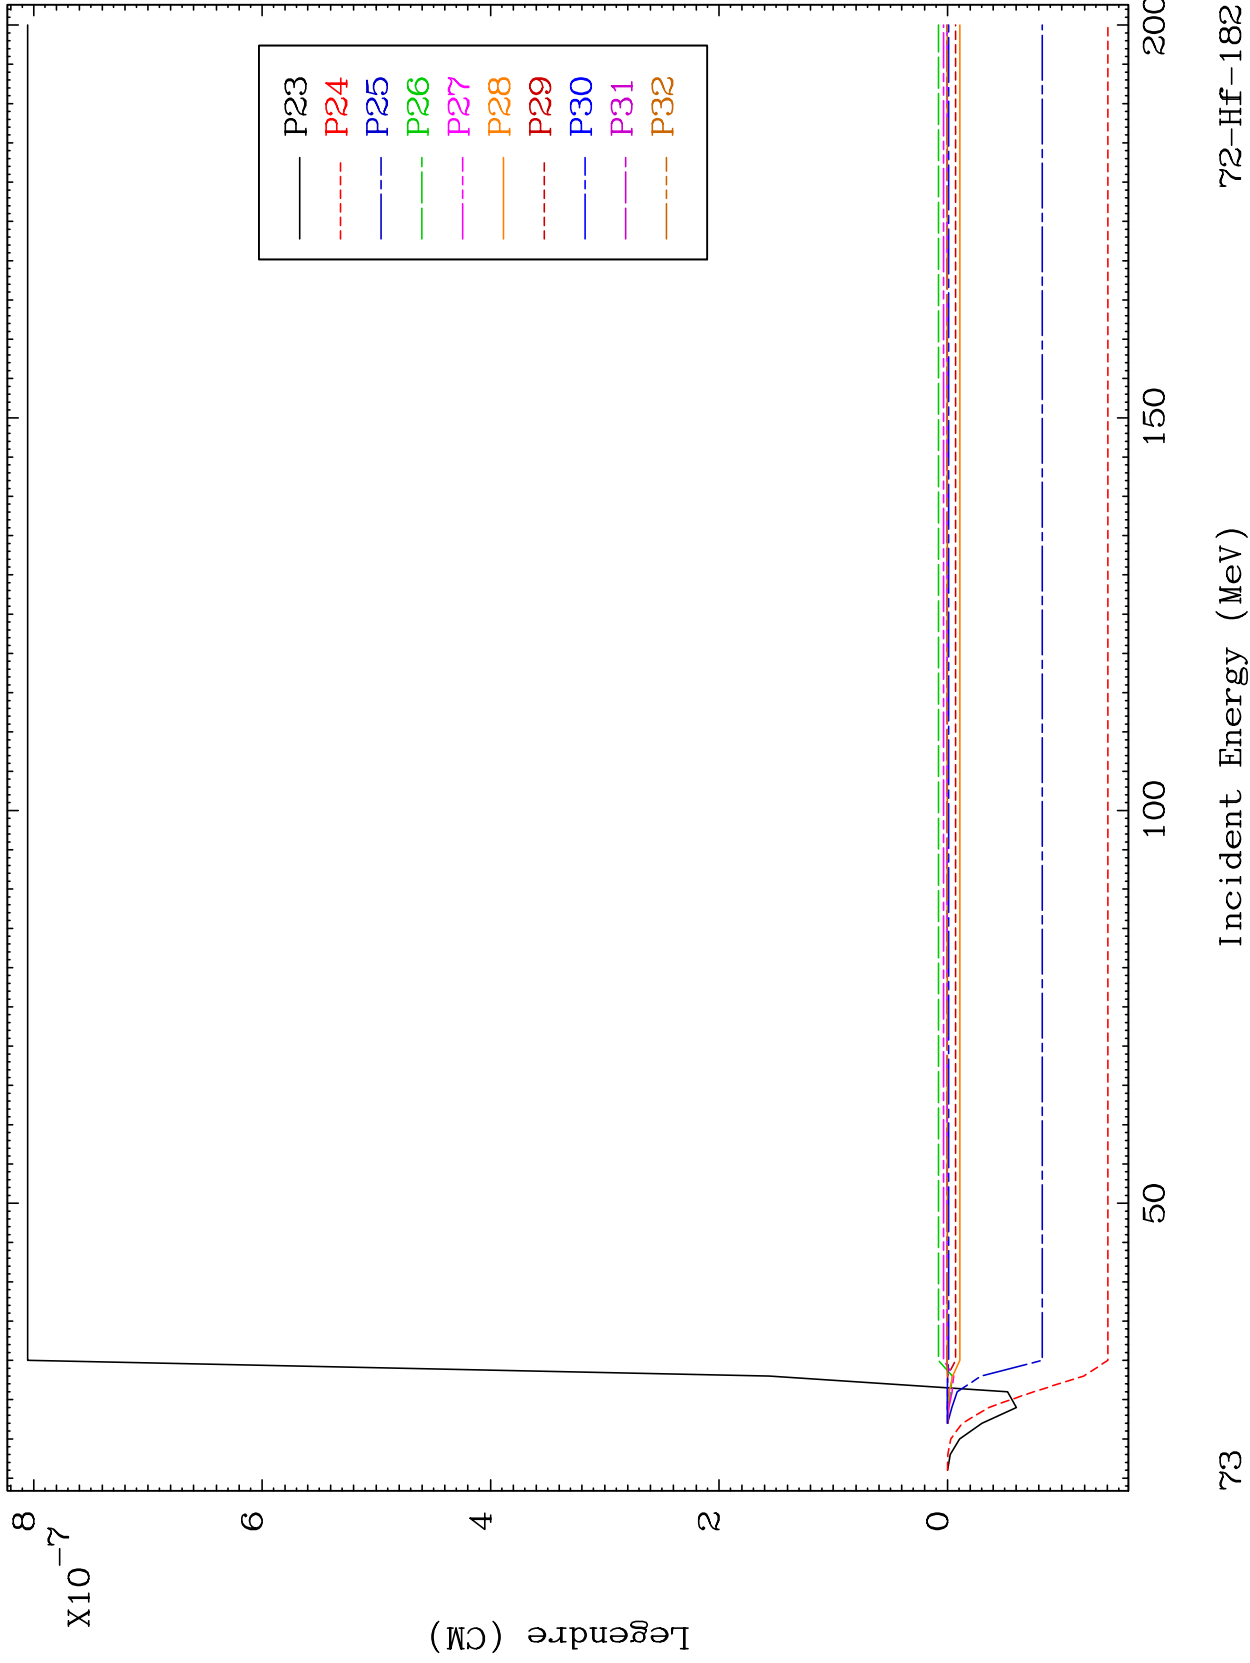 8
6
4
2
0
X10-7
Legendre (CM)
P23
P24
P25
P26
P27
P28
P29
P30
P31
P32
50
100
150
200
Incident Energy (MeV)
73
72-Hf-182